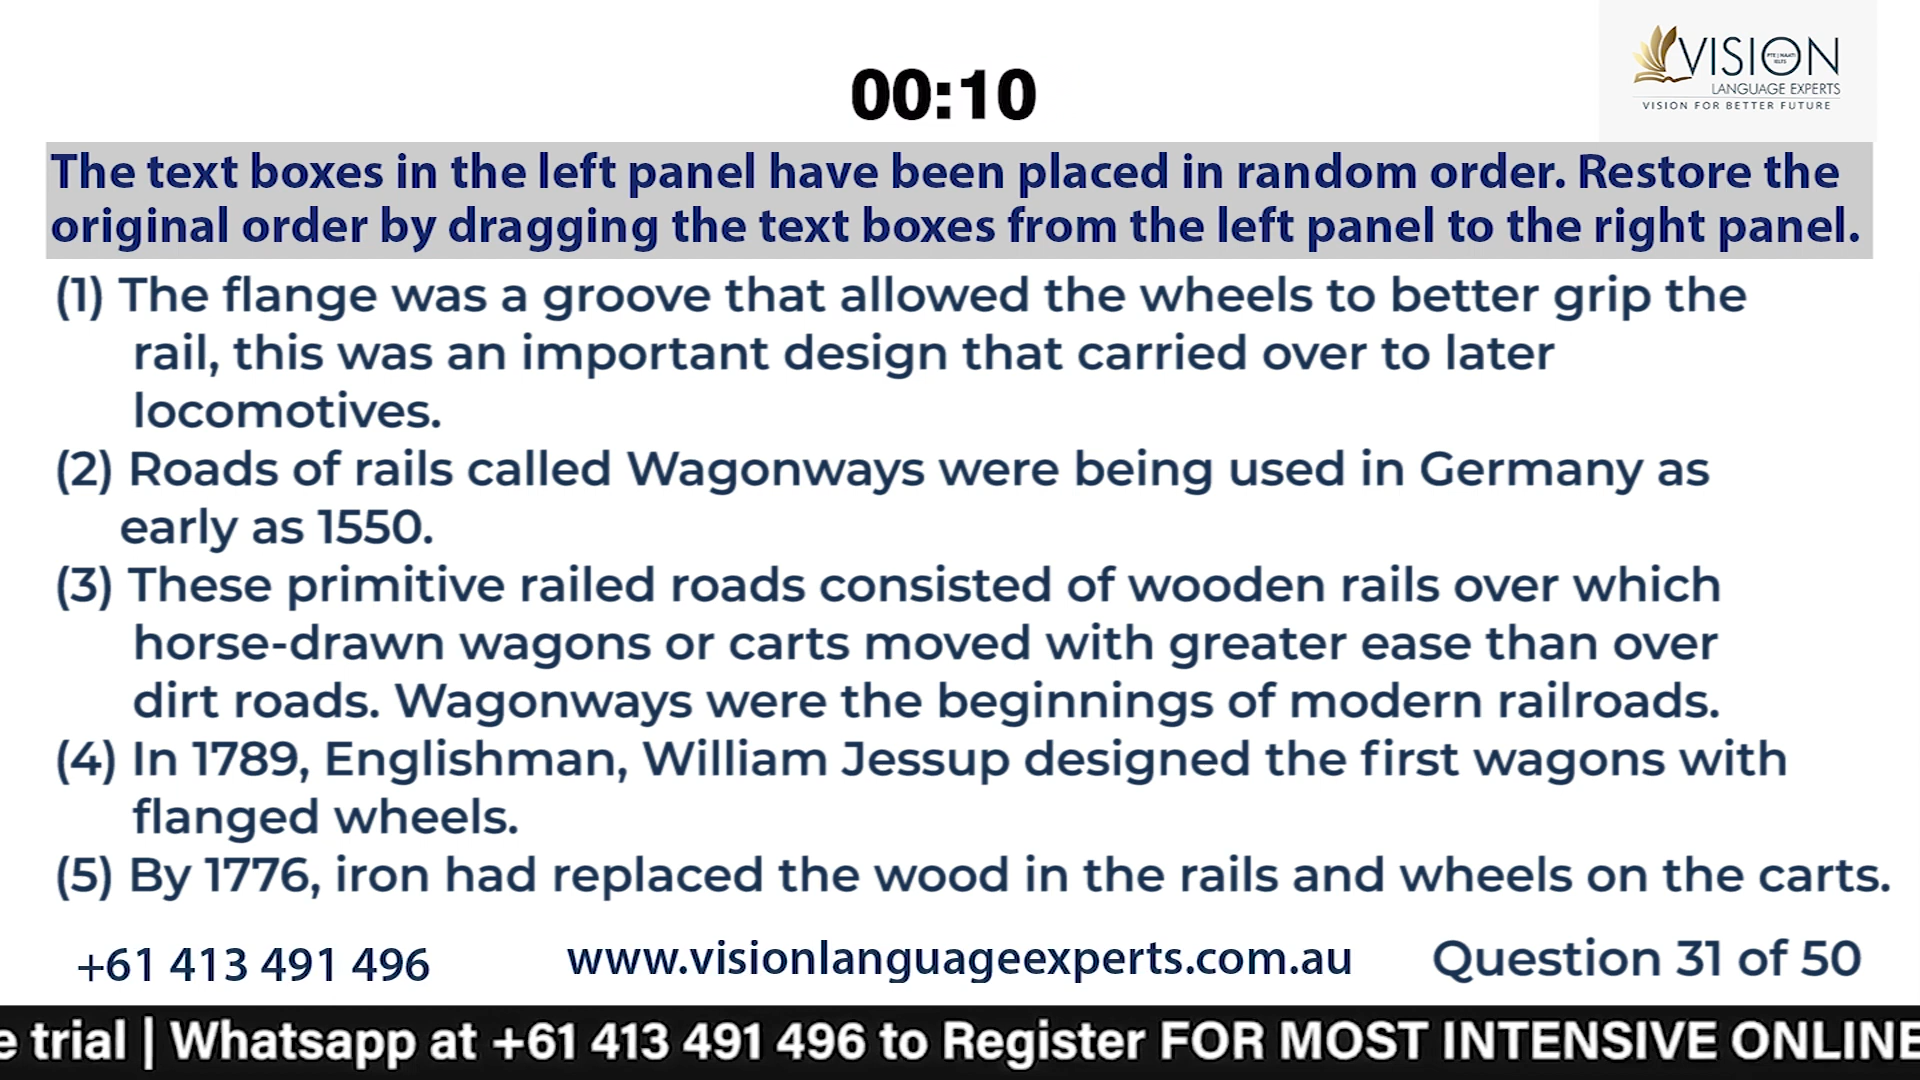 VISION
PTE | NAATI
IELTS
LANGUAGE EXPERTS
VISION FOR BETTER FUTURE
00:10
The text boxes in the left panel have been placed in random order. Restore the
original order by dragging the text boxes from the left panel to the right panel.
(1) The flange was a groove that allowed the wheels to better grip the
rail, this was an important design that carried over to later
locomotives.
(2) Roads of rails called Wagonways were being used in Germany as
early as 1550.
(3) These primitive railed roads consisted of wooden rails over which
horse-drawn wagons or carts moved with greater ease than over
dirt roads. Wagonways were the beginnings of modern railroads.
(4) In 1789, Englishman, William Jessup designed the first wagons with
flanged wheels.
(5) By 1776, iron had replaced the wood in the rails and wheels on the carts.
+61 413 491 496 www.visionlanguageexperts.com.au Question 31 of 50
e trial | Whatsapp at +61 413 491 496 to Register FOR MOST INTENSIVE ONLINE